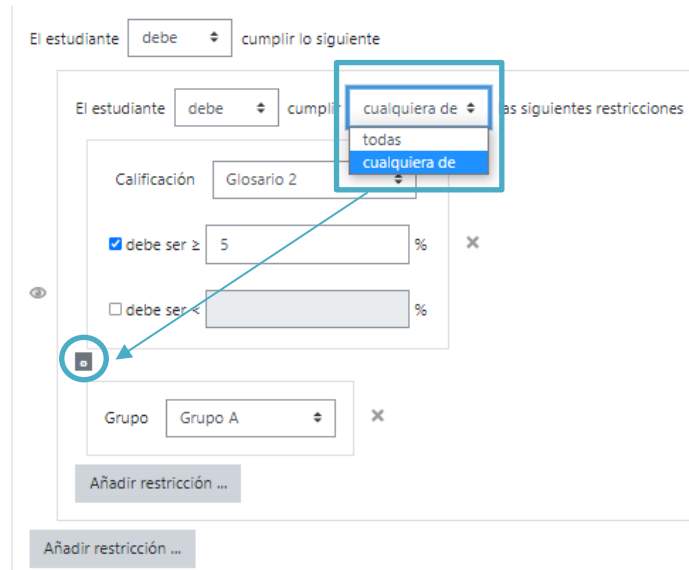 El estudiante debe cumplir lo siguiente
El estudiante debe cumplir cualquiera de las siguientes restricciones
todas
cualquiera de
Calificación Glosario 2
debe ser ≥ 5 %
debe ser < %
o
Grupo Grupo A
Añadir restricción ...
Añadir restricción ...